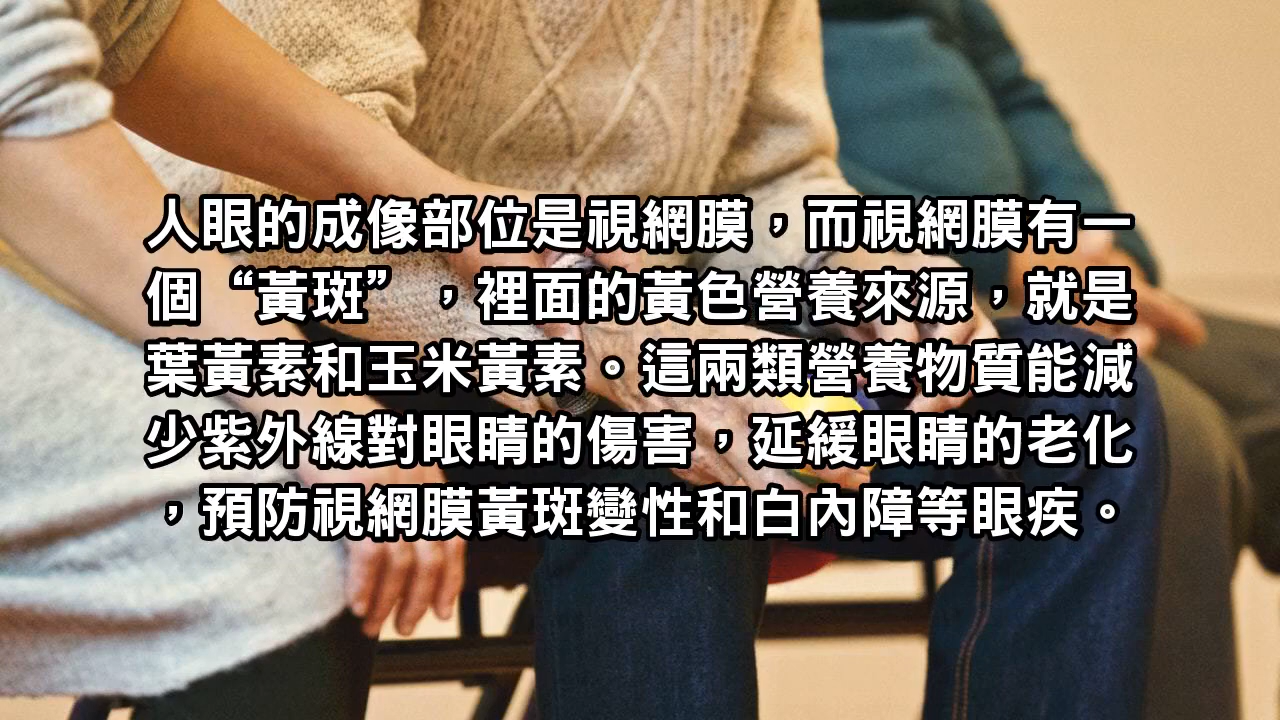 人眼的成像部位是視網膜，而視網膜有一
個“黃斑”，裡面的黃色營養來源，就是
葉黃素和玉米黃素。這兩類營養物質能減
少紫外線對眼睛的傷害，延緩眼睛的老化
，預防視網膜黃斑變性和白內障等眼疾。